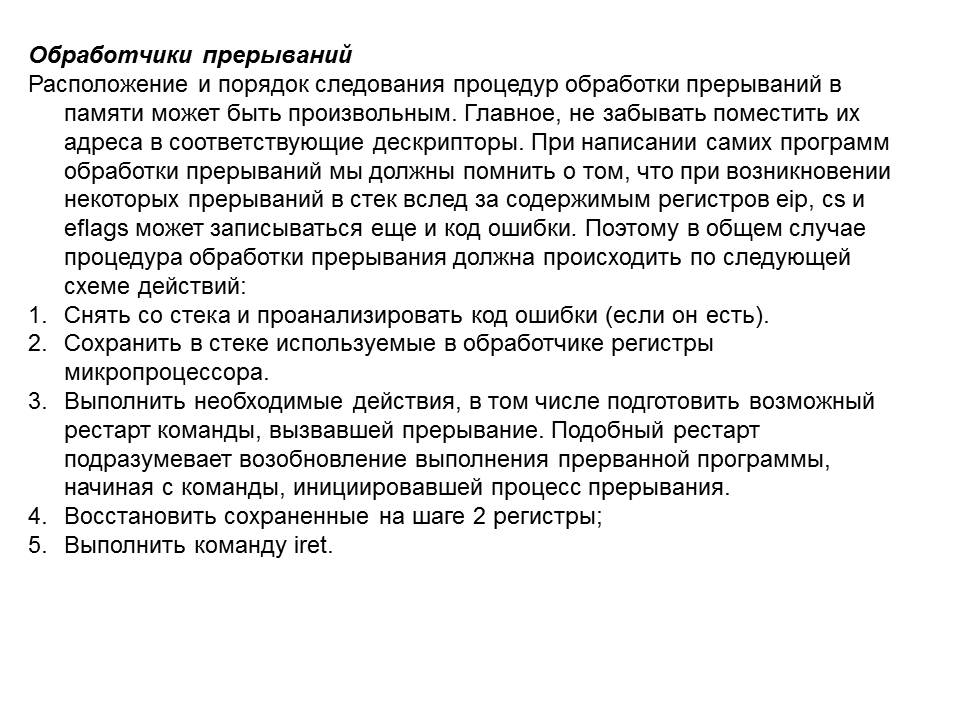 Обработчики прерываний
Расположение и порядок следования процедур обработки прерываний в
памяти может быть произвольным. Главное, не забывать поместить их
адреса в соответствующие дескрипторы. При написании самих программ
обработки прерываний мы должны помнить о том, что при возникновении
некоторых прерываний в стек вслед за содержимым регистров eip, cs и
eflags может записываться еще и код ошибки. Поэтому в общем случае
процедура обработки прерывания должна происходить по следующей
схеме действий:
1. Снять со стека и проанализировать код ошибки (если он есть).
2. Сохранить в стеке используемые в обработчике регистры
микропроцессора.
3. Выполнить необходимые действия, в том числе подготовить возможный
рестарт команды, вызвавшей прерывание. Подобный рестарт
подразумевает возобновление выполнения прерванной программы,
начиная с команды, инициировавшей процесс прерывания.
4. Восстановить сохраненные на шаге 2 регистры;
5. Выполнить команду iret.